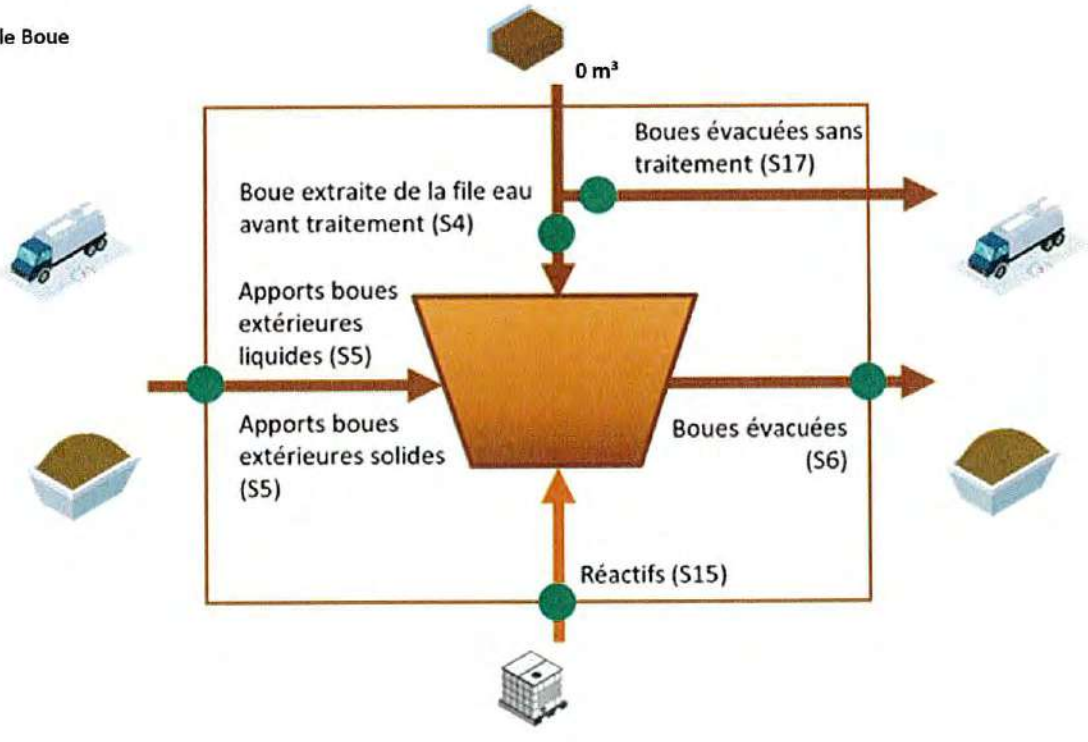 le Boue
0 m³
Boues évacuées sans
traitement (S17)
Boue extraite de la file eau
avant traitement (S4)
Apports boues
extérieures
liquides (S5)
Apports boues
extérieures solides
(S5)
Boues évacuées
(S6)
Réactifs (S15)